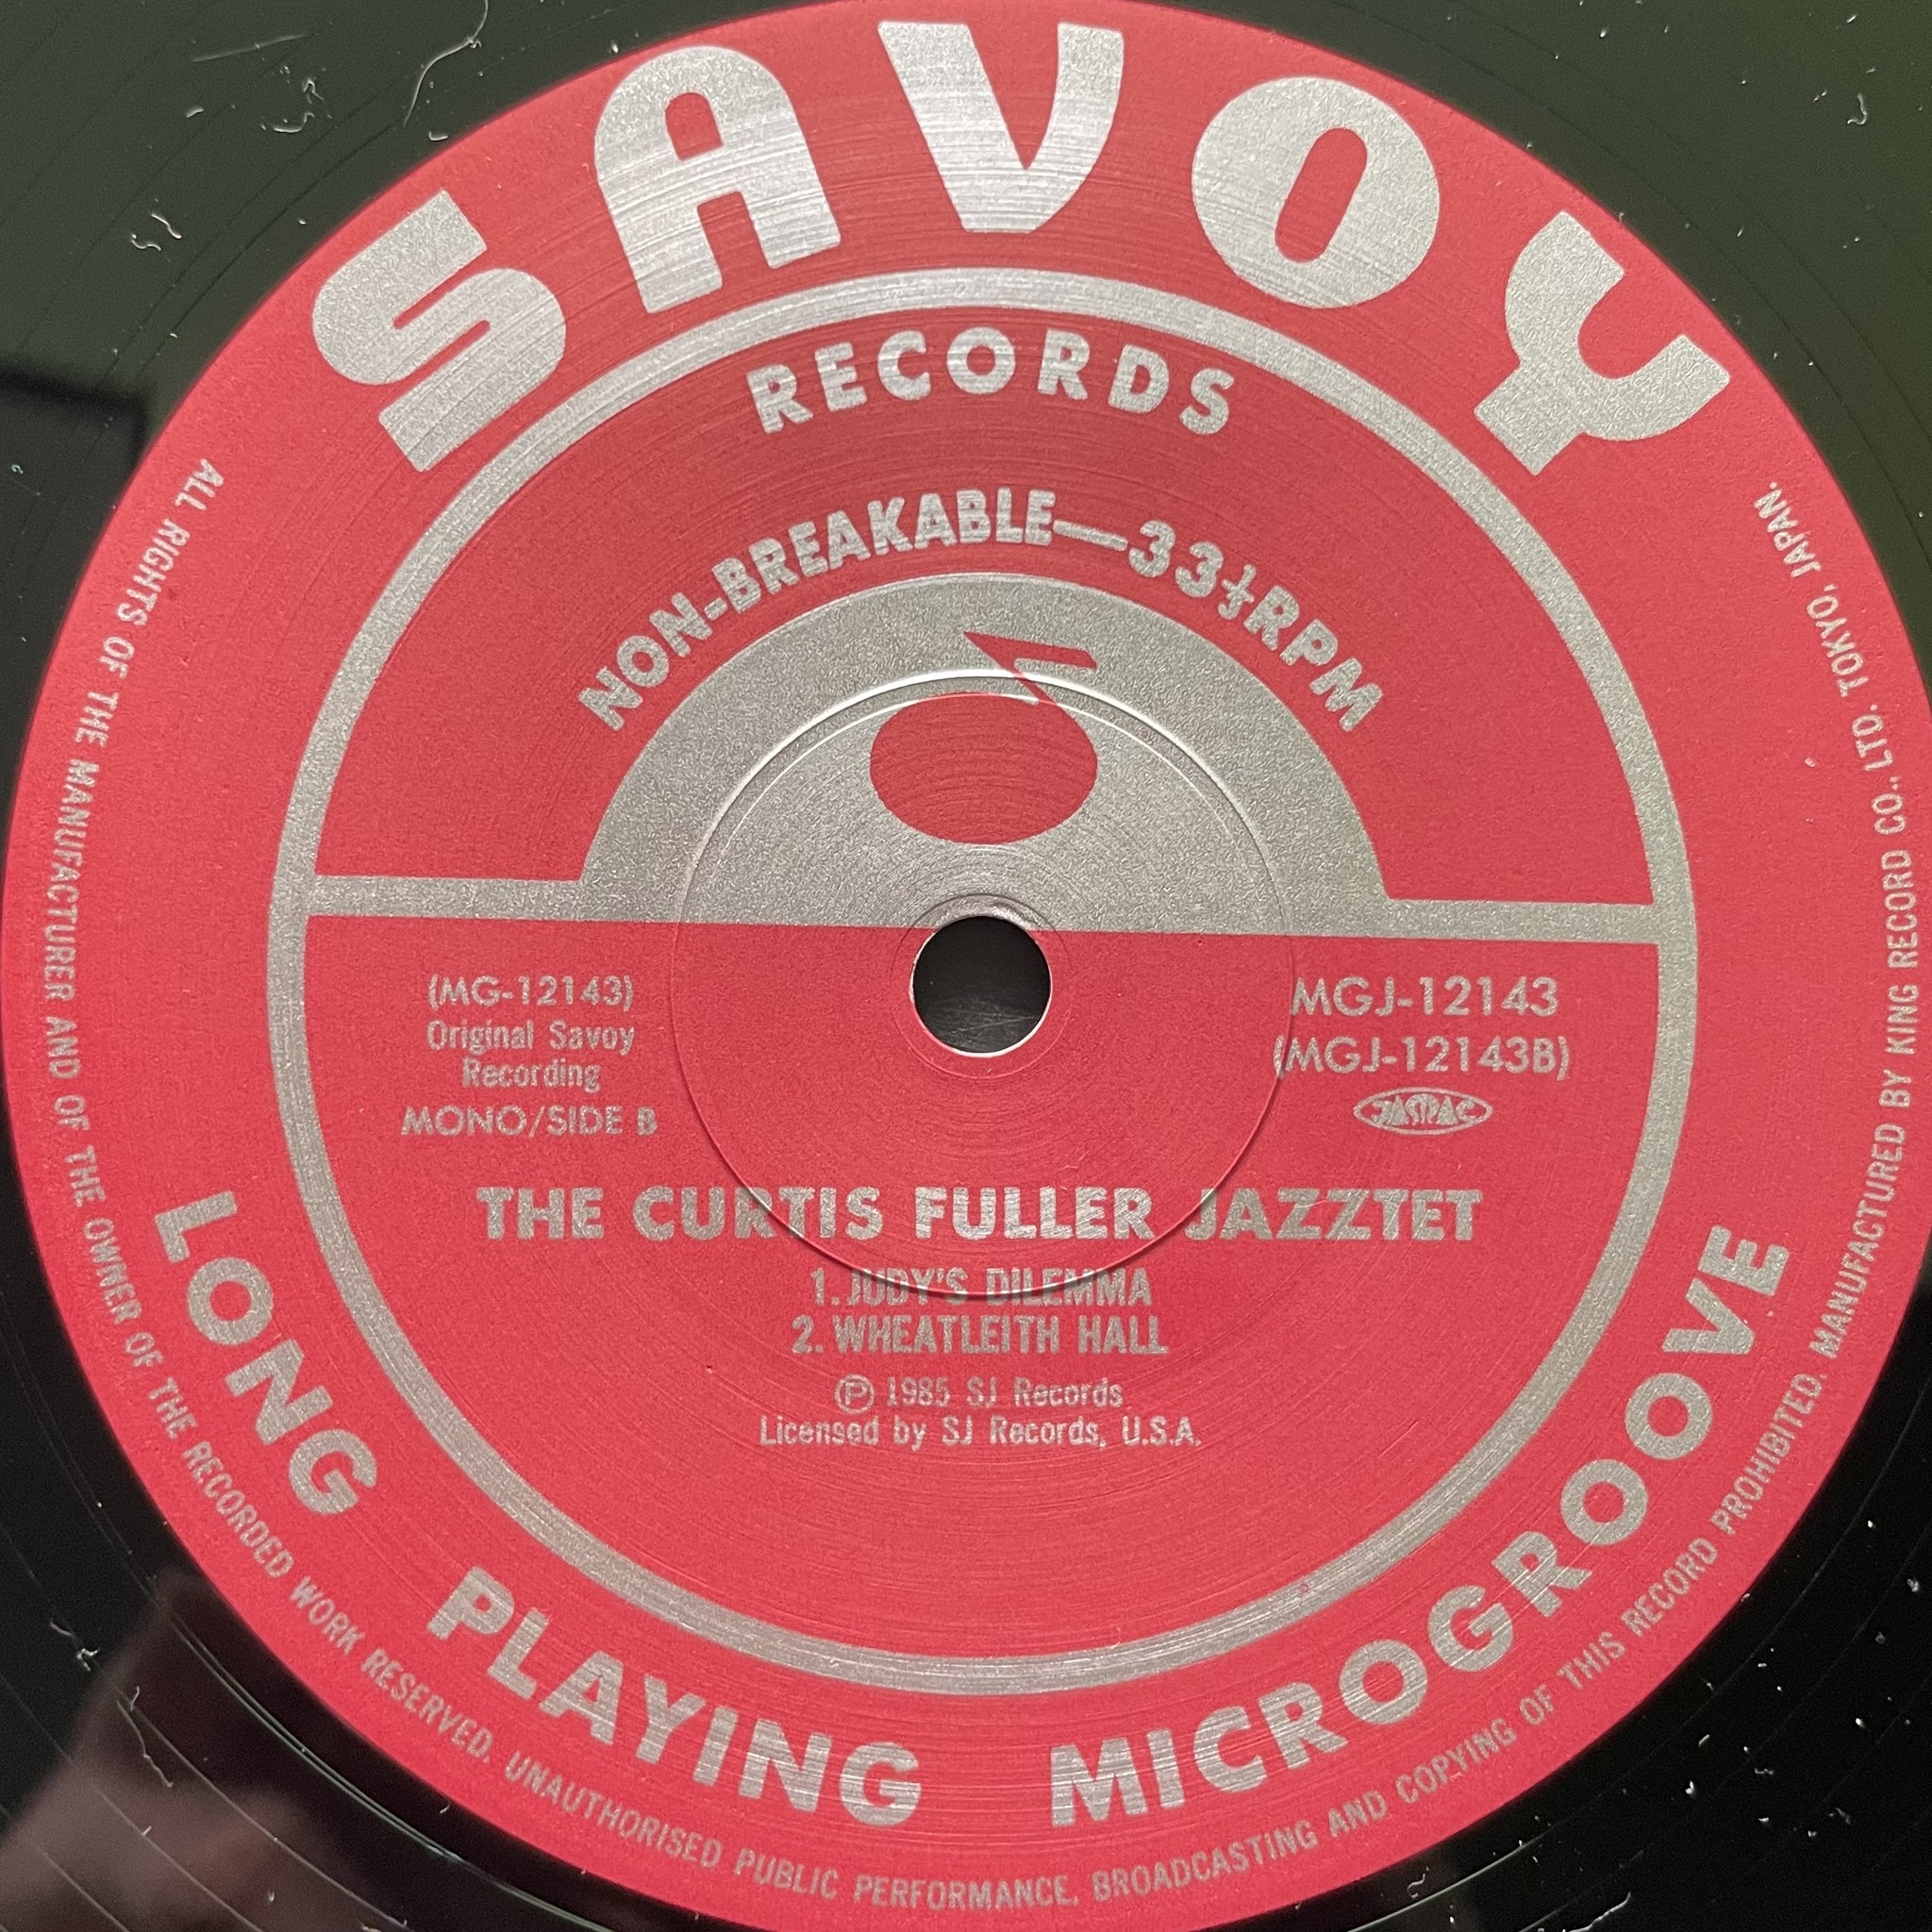 SAVOY
RECORDS
NON-BREAKABLE—33⅓RPM
(MG-12143)
Original Savoy
Recording
MONO/SIDE B
MGJ-12143
(MGJ-12143B)
JASRAC
THE CURTIS FULLER JAZZTET
1. JUDY'S DILEMMA
2. WHEATLEITH HALL
Ⓟ 1985 SJ Records
Licensed by SJ Records, U.S.A.
LONG PLAYING MICROGROOVE
ALL RIGHTS OF THE MANUFACTURER AND OF THE OWNER OF THE RECORDED WORK RESERVED. UNAUTHORISED PUBLIC PERFORMANCE, BROADCASTING AND COPYING OF THIS RECORD PROHIBITED. MANUFACTURED BY KING RECORD CO., LTD. TOKYO, JAPAN.